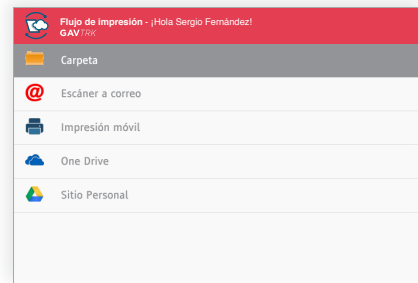 Flujo de impresión - ¡Hola Sergio Fernández!
GAVTRK
Carpeta
@ Escáner a correo
Impresión móvil
One Drive
Sitio Personal